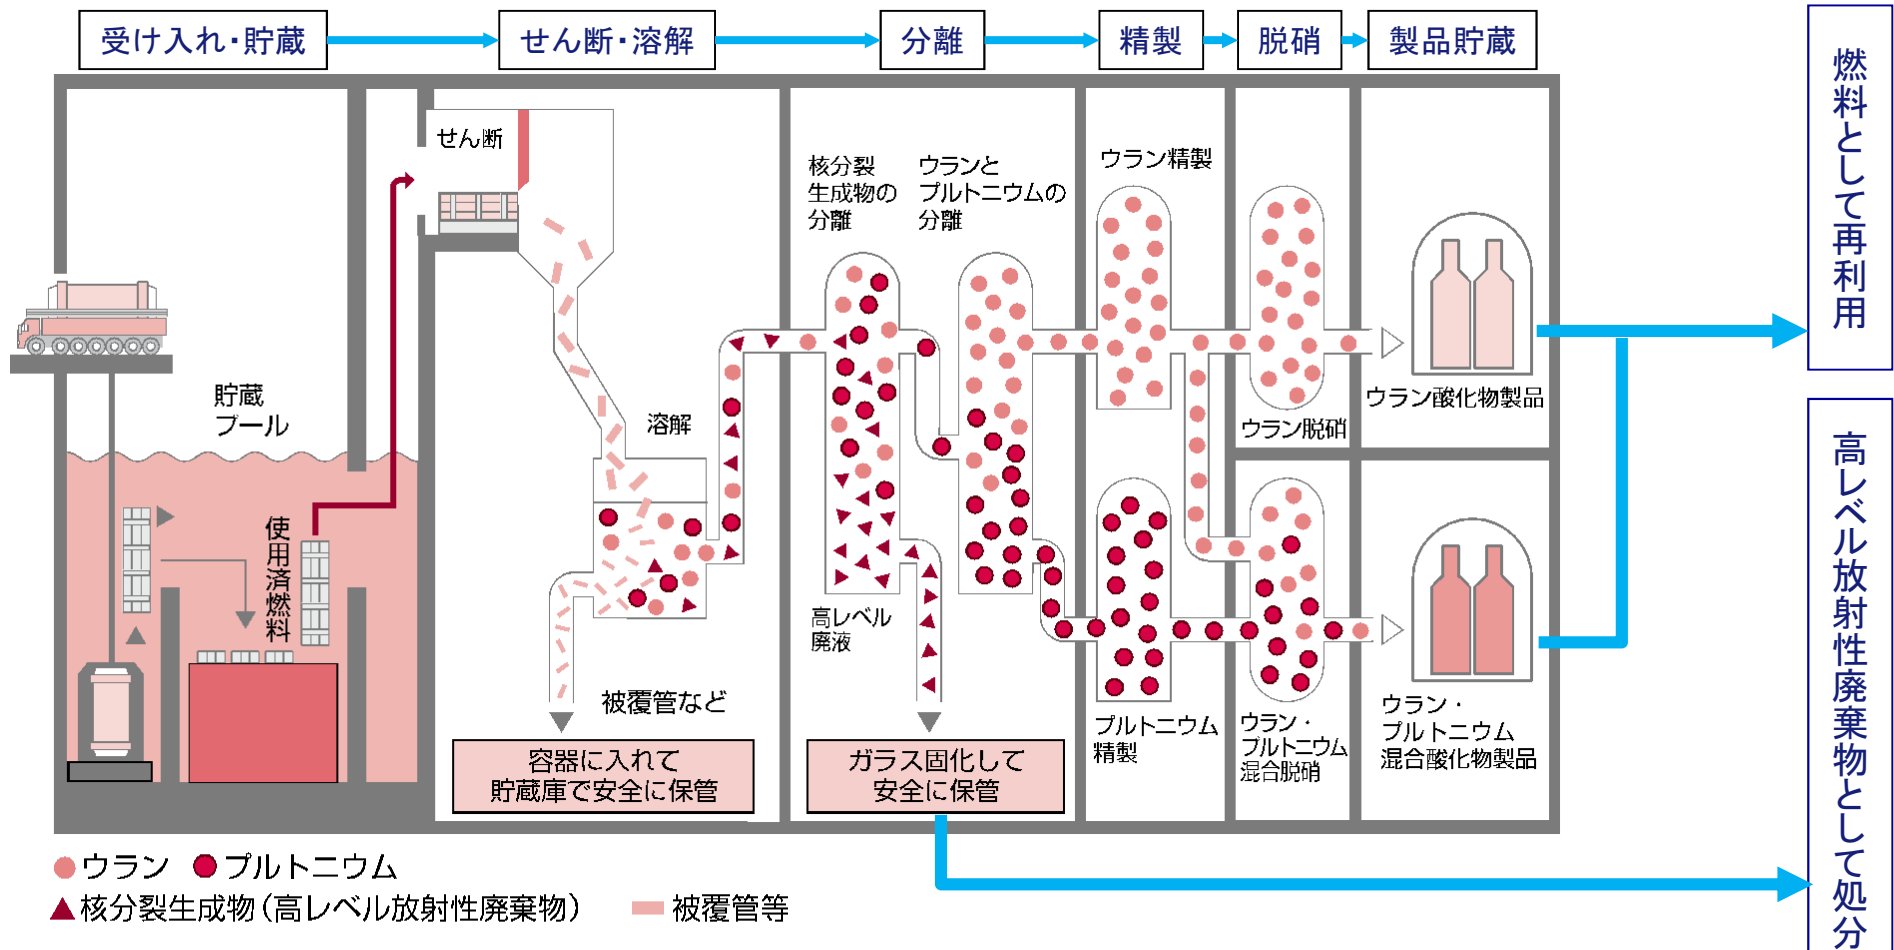 受け入れ・貯蔵
せん断・溶解
分離
精製
脱硝
製品貯蔵
燃料として再利用
高レベル放射性廃棄物として処分
せん断
核分裂
生成物の
分離
ウランと
プルトニウムの
分離
ウラン精製
貯蔵
プール
溶解
使用済燃料
ウラン脱硝
ウラン酸化物製品
高レベル
廃液
被覆管など
プルトニウム
精製
ウラン・
プルトニウム
混合脱硝
ウラン・
プルトニウム
混合酸化物製品
容器に入れて
貯蔵庫で安全に保管
ガラス固化して
安全に保管
ウラン
プルトニウム
核分裂生成物(高レベル放射性廃棄物)
被覆管等